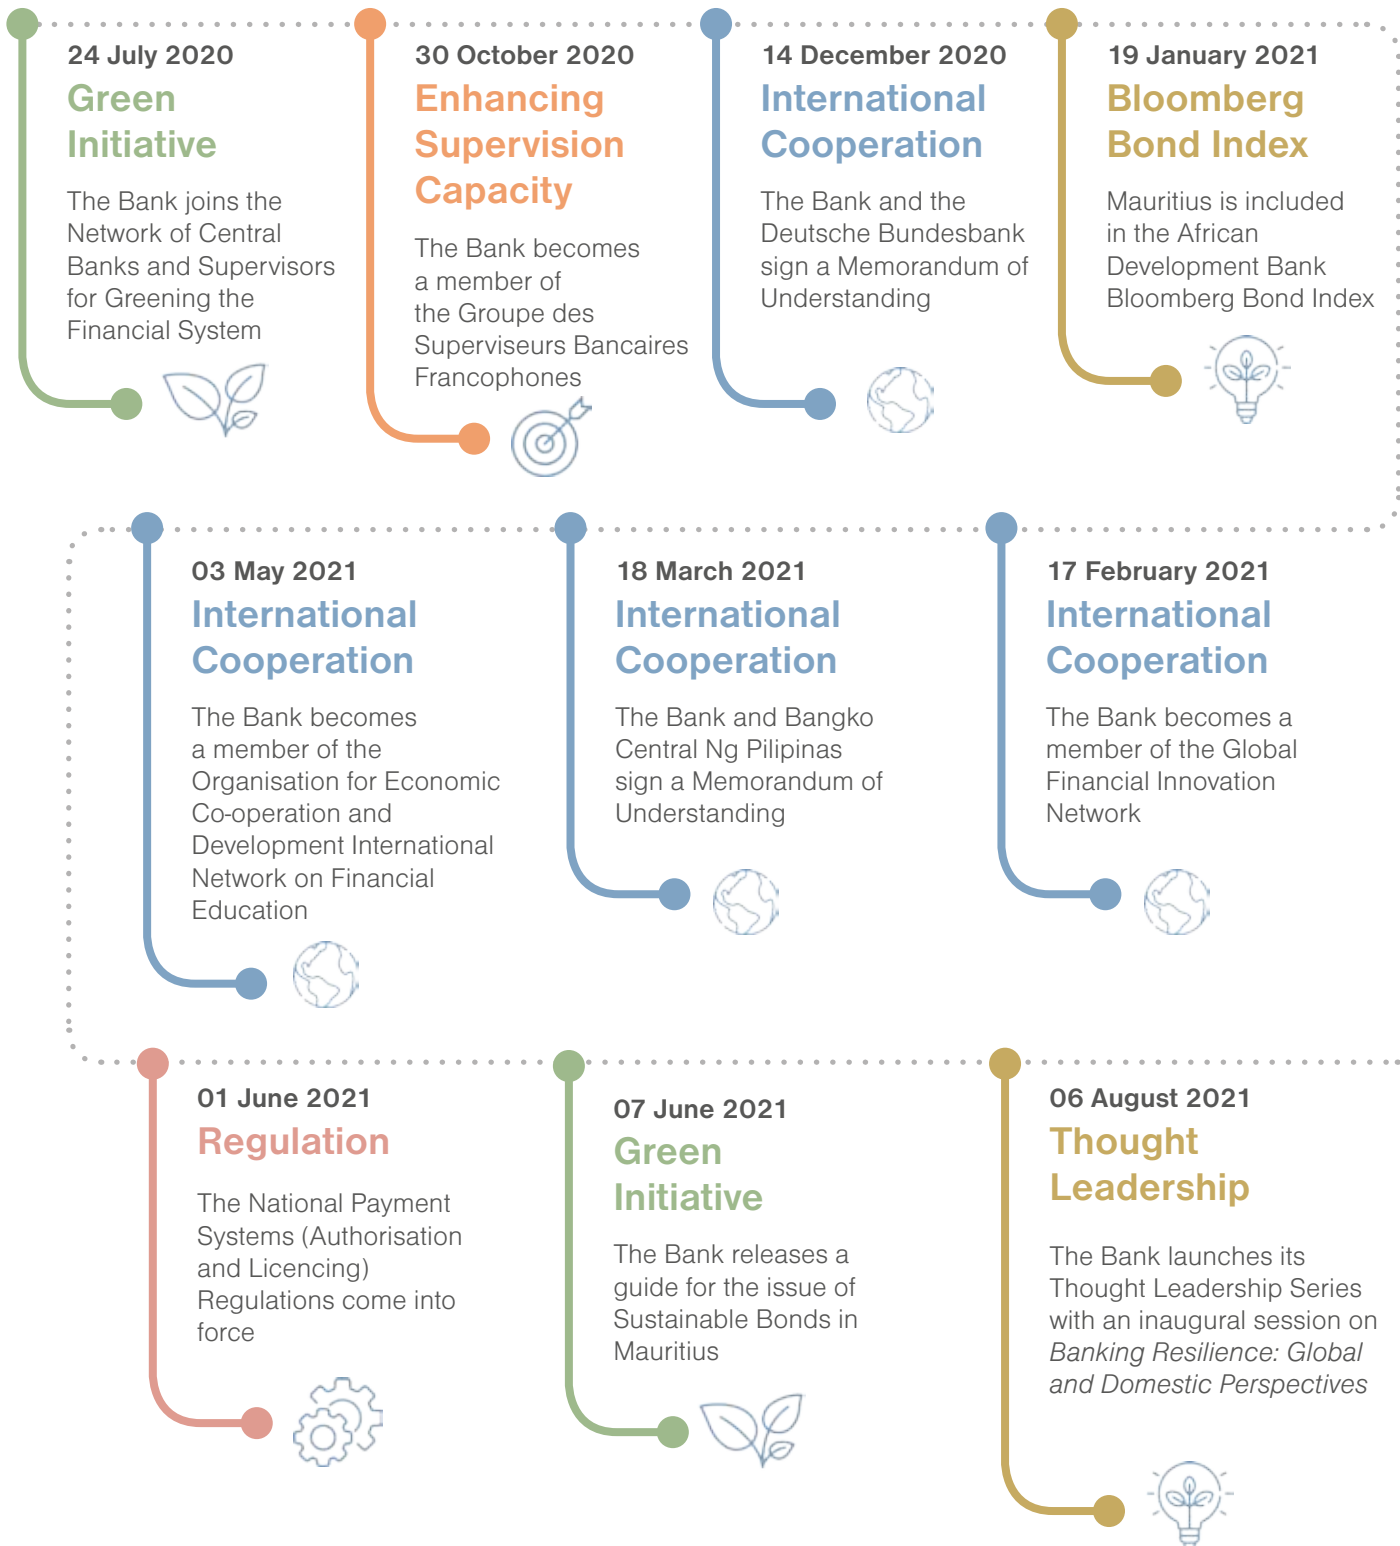 24 July 2020
Green
Initiative
The Bank joins the
Network of Central
Banks and Supervisors
for Greening the
Financial System
30 October 2020
Enhancing
Supervision
Capacity
The Bank becomes
a member of
the Groupe des
Superviseurs Bancaires
Francophones
14 December 2020
International
Cooperation
The Bank and the
Deutsche Bundesbank
sign a Memorandum of
Understanding
19 January 2021
Bloomberg
Bond Index
Mauritius is included
in the African
Development Bank
Bloomberg Bond Index
03 May 2021
International
Cooperation
The Bank becomes
a member of the
Organisation for Economic
Co-operation and
Development International
Network on Financial
Education
18 March 2021
International
Cooperation
The Bank and Bangko
Central Ng Pilipinas
sign a Memorandum of
Understanding
17 February 2021
International
Cooperation
The Bank becomes a
member of the Global
Financial Innovation
Network
01 June 2021
Regulation
The National Payment
Systems (Authorisation
and Licencing)
Regulations come into
force
07 June 2021
Green
Initiative
The Bank releases a
guide for the issue of
Sustainable Bonds in
Mauritius
06 August 2021
Thought
Leadership
The Bank launches its
Thought Leadership Series
with an inaugural session on
Banking Resilience: Global
and Domestic Perspectives